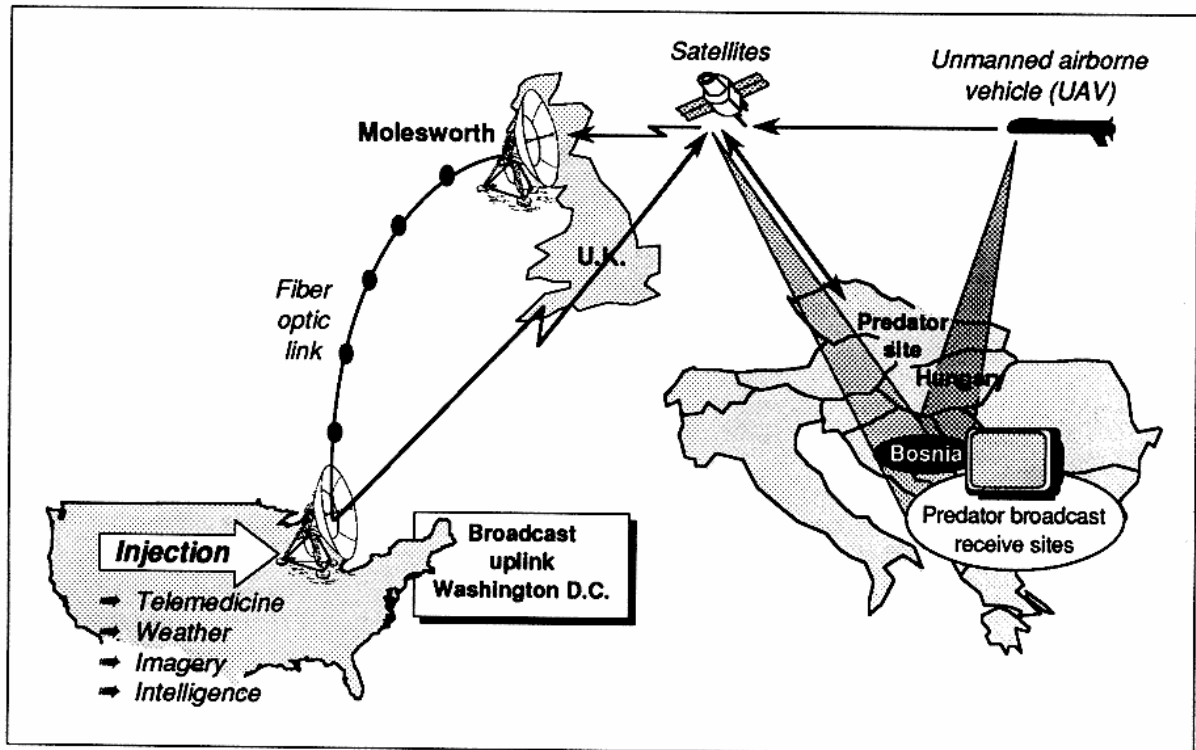 Satellites
Unmanned airborne
vehicle (UAV)
Molesworth
U.K.
Fiber
optic
link
Predator
site
Hungary
Bosnia
Predator broadcast
receive sites
Injection
Telemedicine
Weather
Imagery
Intelligence
Broadcast
uplink
Washington D.C.